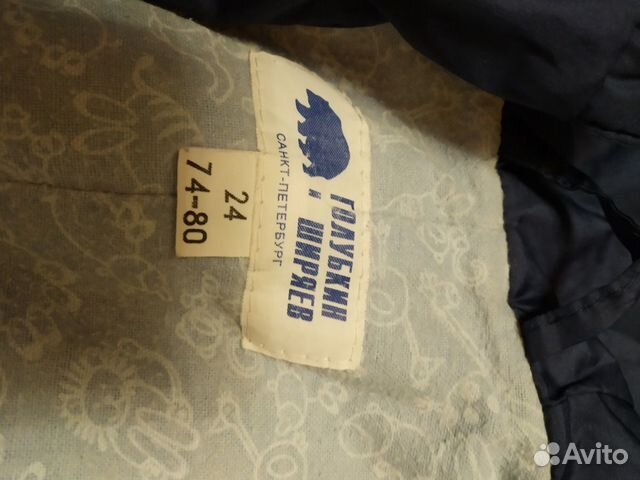 ГОЛУБКИН
И ШИРЯЕВ
САНКТ-ПЕТЕРБУРГ
24
74-80
Avito